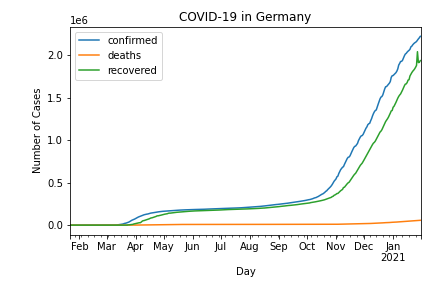 COVID-19 in Germany
1e6
confirmed
deaths
recovered
2.0
1.5
1.0
0.5
0.0
Number of Cases
Feb Mar Apr May Jun Jul Aug Sep Oct Nov Dec Jan
2021
Day